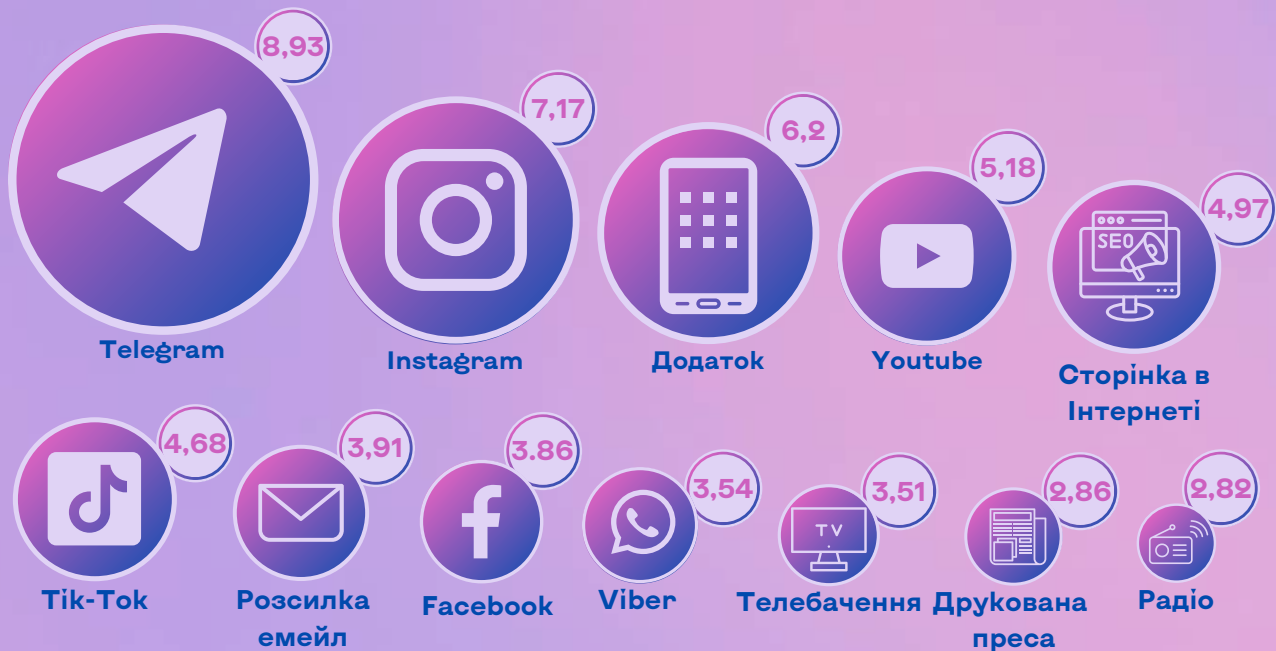 8,93
Telegram
7,17
Instagram
6,2
Додаток
5,18
Youtube
4,97
SEO
Сторінка в
Інтернеті
4,68
Tik-Tok
3,91
Розсилка
емейл
3.86
Facebook
3,54
Viber
3,51
TV
Телебачення
2,86
Друкована
преса
2,82
Радіо